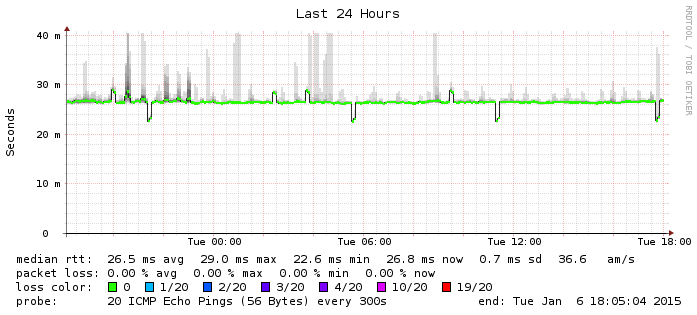 Last 24 Hours
RRDTOOL / TOBI OETIKER
Seconds
40 m
30 m
20 m
10 m
0
Tue 00:00 Tue 06:00 Tue 12:00 Tue 18:00
median rtt: 26.5 ms avg 29.0 ms max 22.6 ms min 26.8 ms now 0.7 ms sd 36.6 am/s
packet loss: 0.00 % avg 0.00 % max 0.00 % min 0.00 % now
loss color: 0 1/20 2/20 3/20 4/20 10/20 19/20
probe: 20 ICMP Echo Pings (56 Bytes) every 300s end: Tue Jan 6 18:05:04 2015